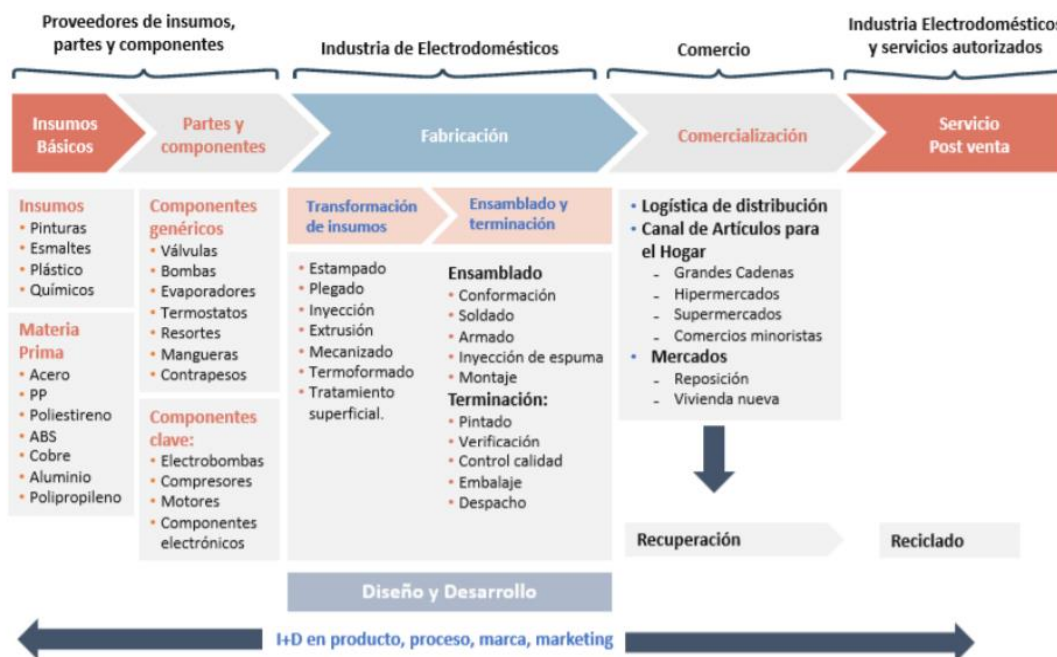 Proveedores de insumos,
partes y componentes
Industria de Electrodomésticos
Comercio
Industria Electrodomésticos
y servicios autorizados
Insumos
Básicos
Partes y
componentes
Fabricación
Comercialización
Servicio
Post venta
Insumos
• Pinturas
• Esmaltes
• Plástico
• Químicos
Materia
Prima
• Acero
• PP
• Poliestireno
• ABS
• Cobre
• Aluminio
• Polipropileno
Componentes
genéricos
• Válvulas
• Bombas
• Evaporadores
• Termostatos
• Resortes
• Mangueras
• Contrapesos
Componentes
clave:
• Electrobombas
• Compresores
• Motores
• Componentes
electrónicos
Transformación
de insumos
• Estampado
• Plegado
• Inyección
• Extrusión
• Mecanizado
• Termoformado
• Tratamiento
superficial.
Ensamblado y
terminación
Ensamblado
• Conformación
• Soldado
• Armado
• Inyección de espuma
• Montaje
Terminación:
• Pintado
• Verificación
• Control calidad
• Embalaje
• Despacho
• Logística de distribución
• Canal de Artículos para
el Hogar
- Grandes Cadenas
- Hipermercados
- Supermercados
- Comercios minoristas
• Mercados
- Reposición
- Vivienda nueva
Recuperación
Reciclado
Diseño y Desarrollo
I+D en producto, proceso, marca, marketing